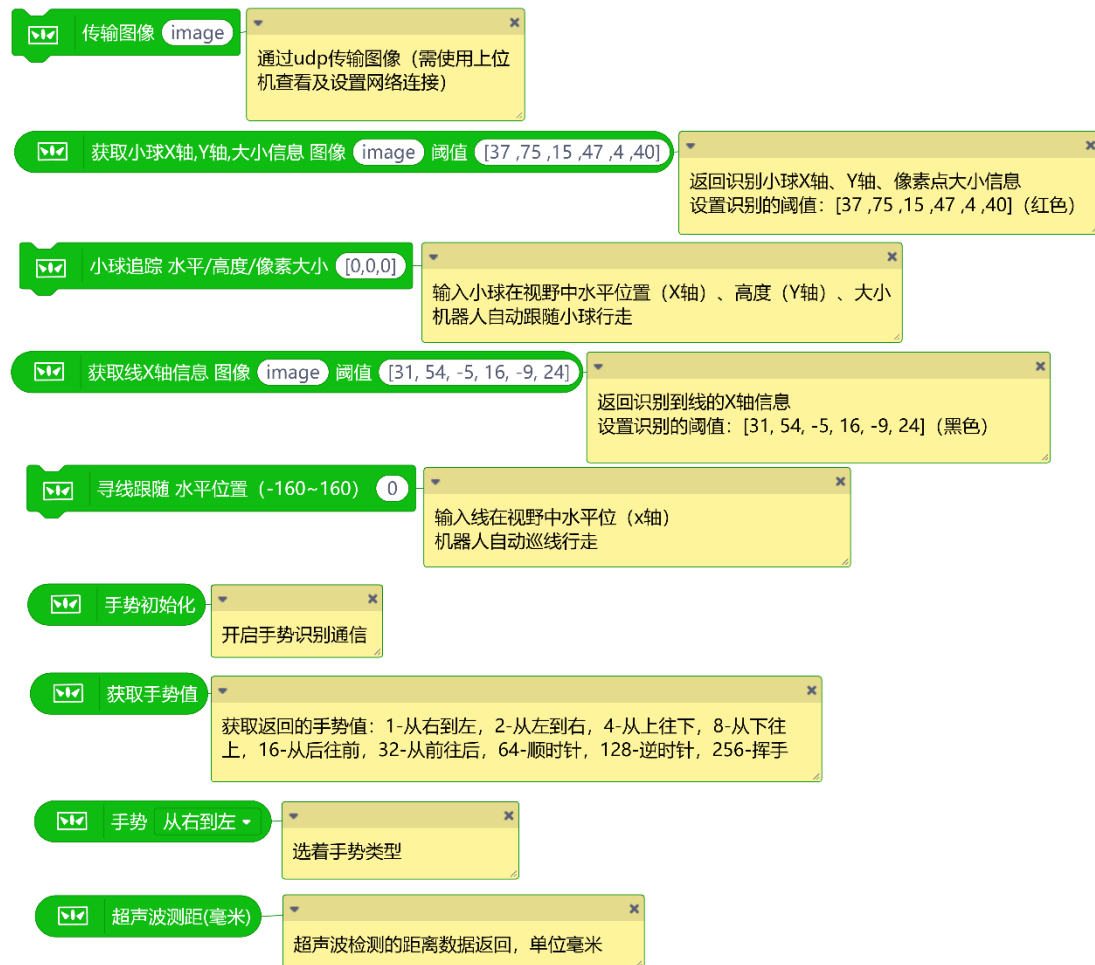 传输图像 image
通过udp传输图像（需使用上位
机查看及设置网络连接）
获取小球X轴,Y轴,大小信息 图像 image 阈值 [37 ,75 ,15 ,47 ,4 ,40]
返回识别小球X轴、Y轴、像素点大小信息
设置识别的阈值：[37 ,75 ,15 ,47 ,4 ,40]（红色）
小球追踪 水平/高度/像素大小 [0,0,0]
输入小球在视野中水平位置（X轴）、高度（Y轴）、大小
机器人自动跟随小球行走
获取线X轴信息 图像 image 阈值 [31, 54, -5, 16, -9, 24]
返回识别到线的X轴信息
设置识别的阈值：[31, 54, -5, 16, -9, 24]（黑色）
寻线跟随 水平位置（-160~160） 0
输入线在视野中水平位（x轴）
机器人自动巡线行走
手势初始化
开启手势识别通信
获取手势值
获取返回的手势值：1-从右到左，2-从左到右，4-从上往下，8-从下往
上，16-从后往前，32-从前往后，64-顺时针，128-逆时针，256-挥手
手势 从右到左
选着手势类型
超声波测距(毫米)
超声波检测的距离数据返回，单位毫米